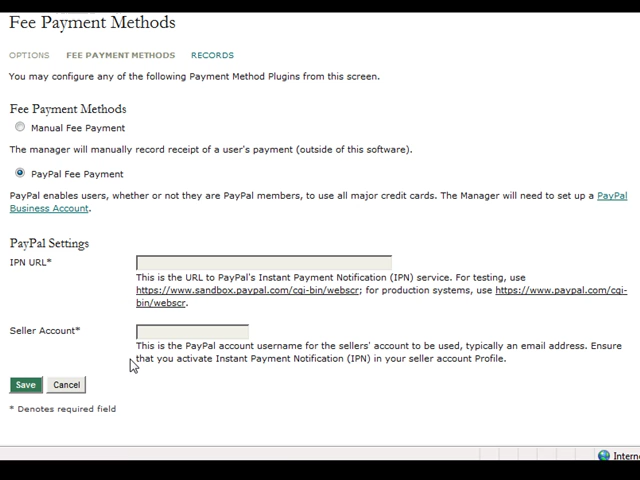 Fee Payment Methods
OPTIONS FEE PAYMENT METHODS RECORDS
You may configure any of the following Payment Method Plugins from this screen.
Fee Payment Methods
Manual Fee Payment
The manager will manually record receipt of a user's payment (outside of this software).
PayPal Fee Payment
PayPal enables users, whether or not they are PayPal members, to use all major credit cards. The Manager will need to set up a PayPal
Business Account.
PayPal Settings
IPN URL*
This is the URL to PayPal's Instant Payment Notification (IPN) service. For testing, use
https://www.sandbox.paypal.com/cgi-bin/webscr; for production systems, use https://www.paypal.com/cgi-
bin/webscr.
Seller Account*
This is the PayPal account username for the sellers' account to be used, typically an email address. Ensure
that you activate Instant Payment Notification (IPN) in your seller account Profile.
Save Cancel
* Denotes required field